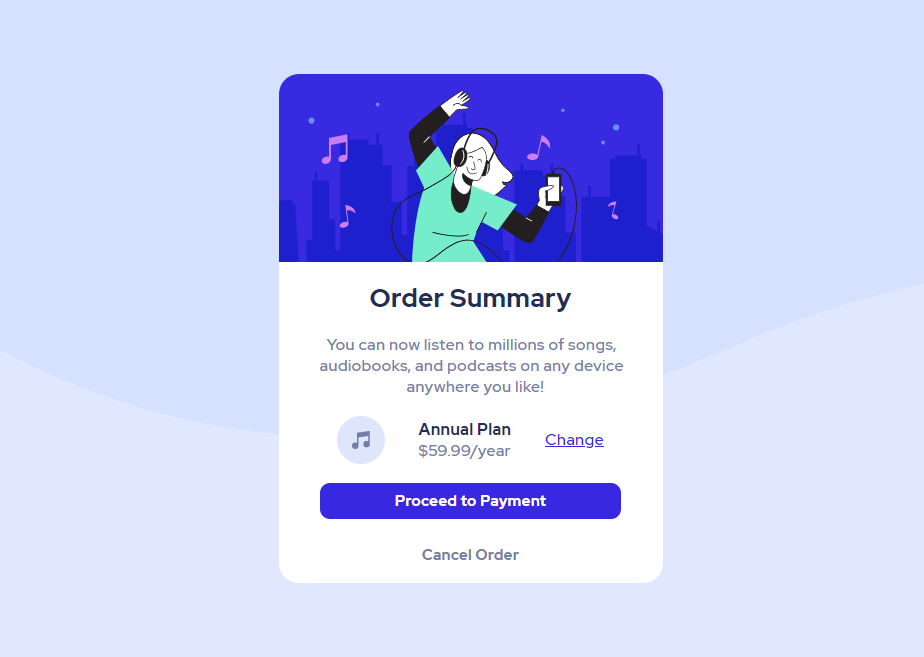 Order Summary
You can now listen to millions of songs,
audiobooks, and podcasts on any device
anywhere you like!
Annual Plan
$59.99/year
Change
Proceed to Payment
Cancel Order